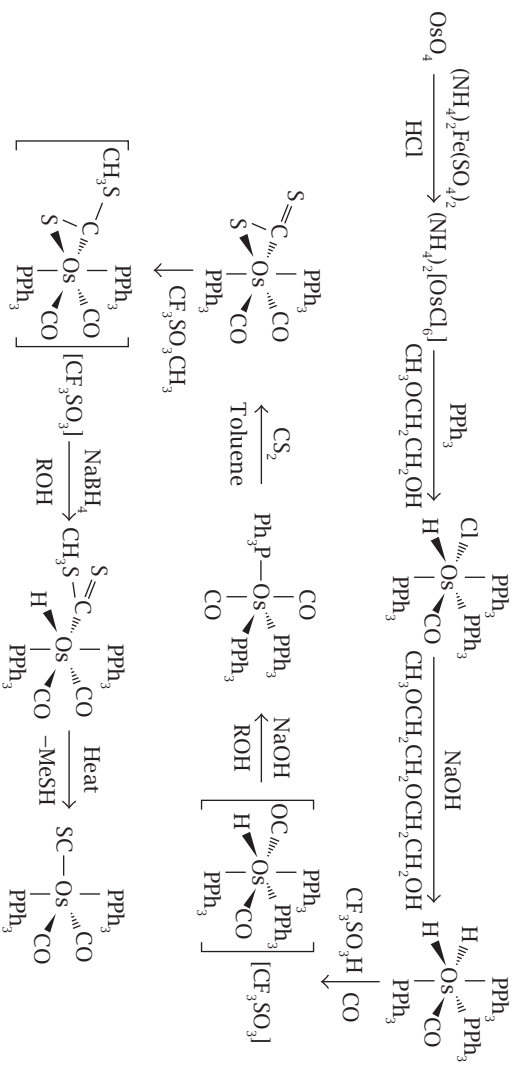 OsO₄
(NH₄)₂Fe(SO₄)₂
HCl
(NH₄)₂[OsCl₆]
PPh₃
CH₃OCH₂CH₂OH
PPh₃
Cl
PPh₃
Os
H
CO
PPh₃
NaOH
CH₃OCH₂CH₂OCH₂CH₂OH
PPh₃
H
PPh₃
Os
H
CO
PPh₃
CF₃SO₃H
CO
PPh₃
OC
PPh₃
Os
H
CO
PPh₃
[CF₃SO₃]
NaOH
ROH
CO
PPh₃
Ph₃P
Os
PPh₃
CO
CS₂
Toluene
S
PPh₃
C
CO
Os
S
CO
PPh₃
CF₃SO₃CH₃
CH₃S
PPh₃
C
CO
Os
S
CO
PPh₃
[CF₃SO₃]
NaBH₄
ROH
S
PPh₃
C
CO
CH₃S
Os
H
CO
PPh₃
Heat
–MeSH
PPh₃
CO
SC
Os
CO
PPh₃